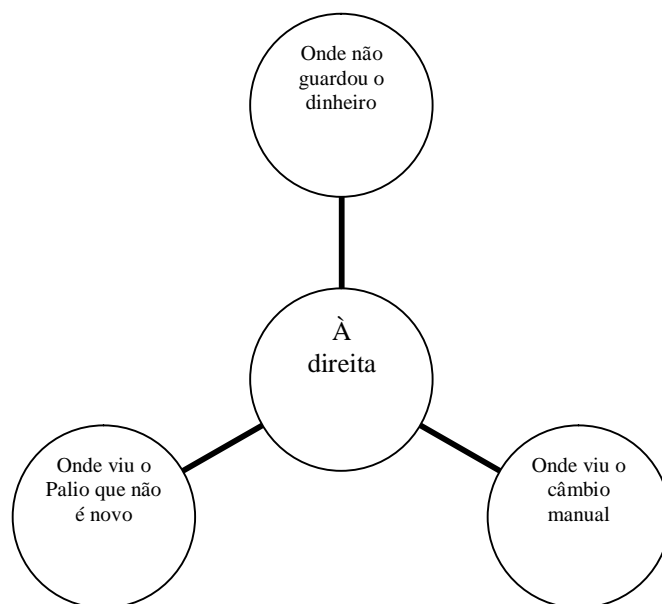 Onde não
guardou o
dinheiro
À
direita
Onde viu o
Palio que não
é novo
Onde viu o
câmbio
manual